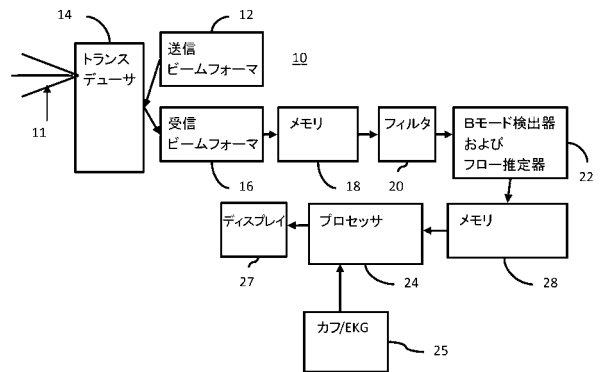 14
12
トランス
デューサ
送信
ビームフォーマ
10
11
受信
ビームフォーマ
メモリ
フィルタ
Bモード検出器
および
フロー推定器
16
18
20
22
ディスプレイ
プロセッサ
メモリ
27
24
28
カフ/EKG
25